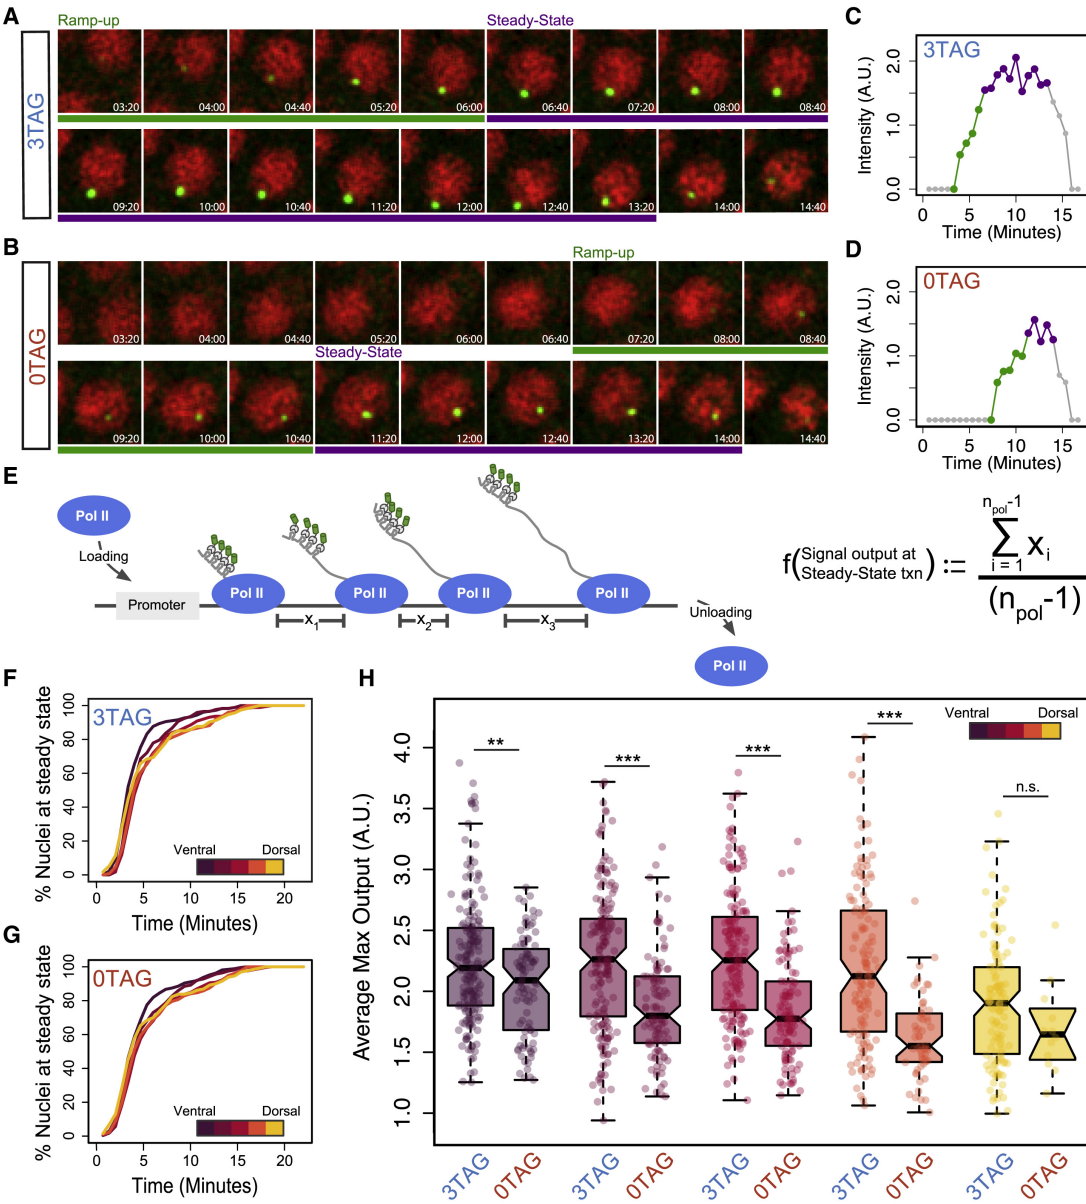 A
Ramp-up
Steady-State
3TAG
03:20 04:00 04:40 05:20 06:00 06:40 07:20 08:00 08:40
09:20 10:00 10:40 11:20 12:00 12:40 13:20 14:00 14:40
B
Ramp-up
0TAG
03:20 04:00 04:40 05:20 06:00 06:40 07:20 08:00 08:40
Steady-State
09:20 10:00 10:40 11:20 12:00 12:40 13:20 14:00 14:40
C
3TAG
Intensity (A.U.)
2.0
1.0
0.0
0 5 10 15
Time (Minutes)
D
0TAG
Intensity (A.U.)
2.0
1.0
0.0
0 5 10 15
Time (Minutes)
E
Pol II
Loading
Promoter
Pol II Pol II Pol II Pol II
x1 x2 x3
Unloading
Pol II
f(Signal output at Steady-State txn) := 
npol-1
∑ xi
i = 1
(npol-1)
F
3TAG
% Nuclei at steady state
100
80
60
40
20
0
Ventral Dorsal
0 5 10 15 20
Time (Minutes)
G
0TAG
% Nuclei at steady state
100
80
60
40
20
0
Ventral Dorsal
0 5 10 15 20
Time (Minutes)
H
Ventral Dorsal
Average Max Output (A.U.)
4.0
3.5
3.0
2.5
2.0
1.5
1.0
** *** *** *** n.s.
3TAG 0TAG 3TAG 0TAG 3TAG 0TAG 3TAG 0TAG 3TAG 0TAG